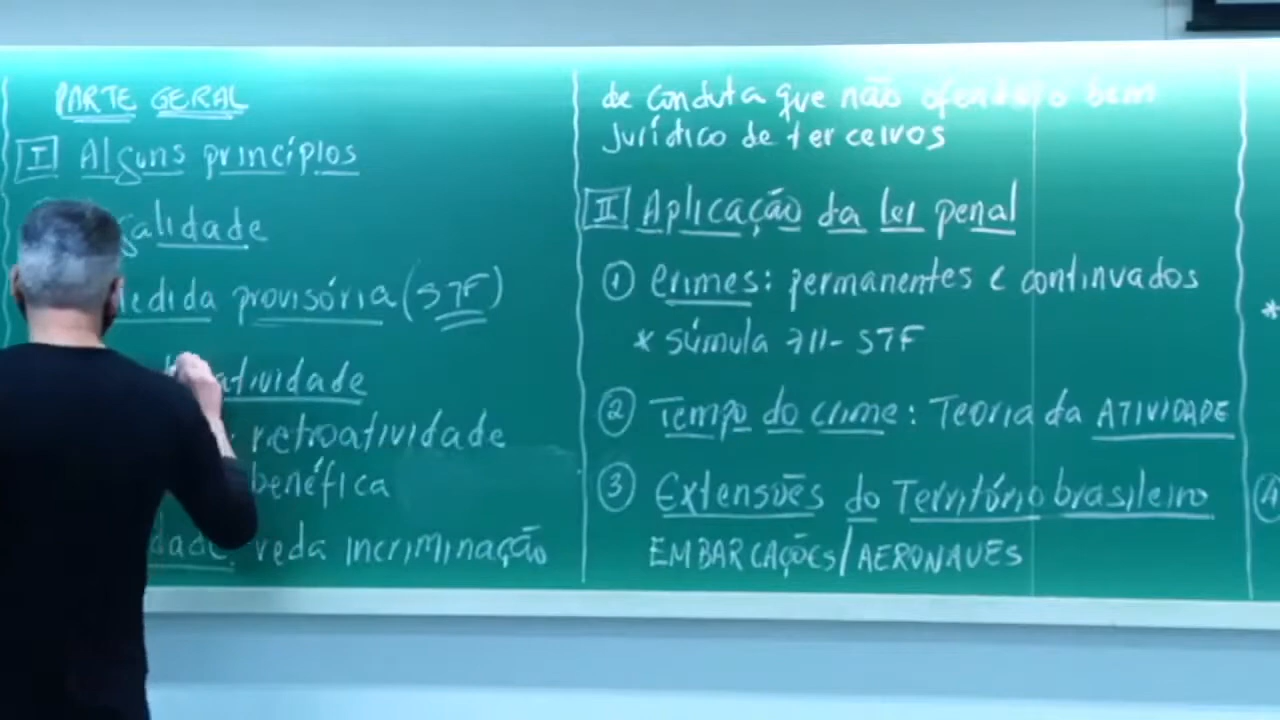 PARTE GERAL
I Alguns princípios
galidade
edida provisória (STF)
atividade
retroatividade
benéfica
dade: veda incriminação
de conduta que não ofenda o bem
jurídico de terceiros
II Aplicação da lei penal
1 Crimes: permanentes e continuados
* súmula 711- STF
2 Tempo do crime: Teoria da ATIVIDADE
3 Extensões do Território brasileiro
EMBARCAÇÕES/AERONAVES
*